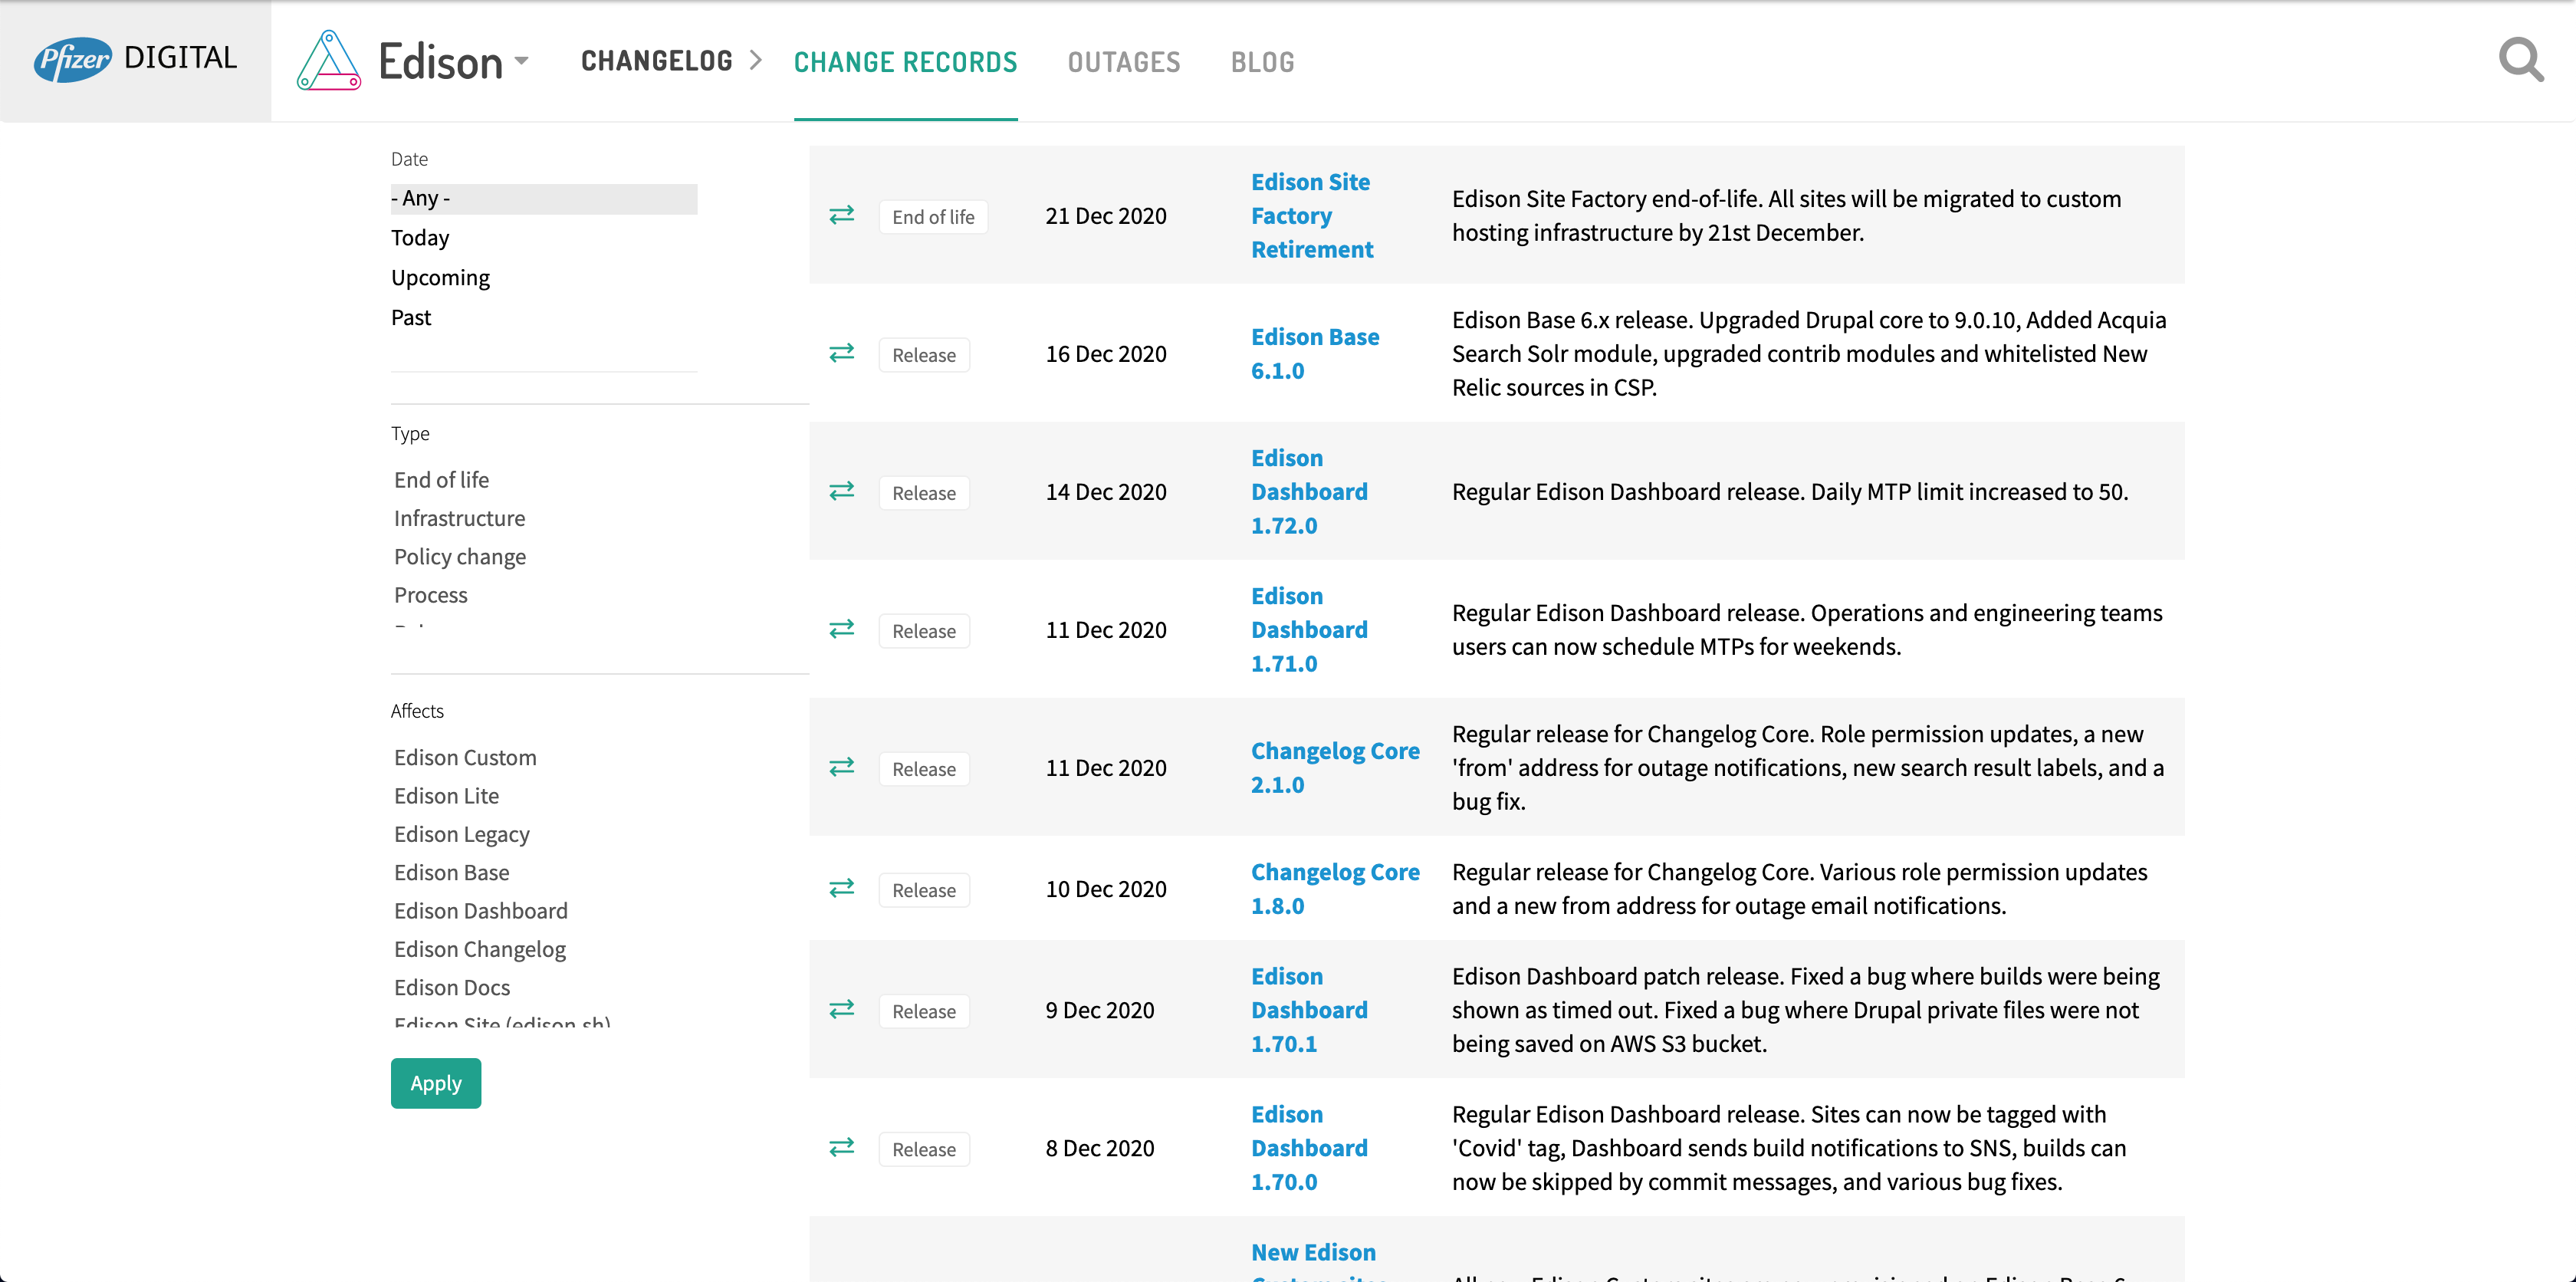 Pfizer DIGITAL
Edison
CHANGELOG
CHANGE RECORDS
OUTAGES
BLOG
Date
- Any -
Today
Upcoming
Past
Type
End of life
Infrastructure
Policy change
Process
Affects
Edison Custom
Edison Lite
Edison Legacy
Edison Base
Edison Dashboard
Edison Changelog
Edison Docs
Edison Site (edison.sh)
Apply
End of life
21 Dec 2020
Edison Site
Factory
Retirement
Edison Site Factory end-of-life. All sites will be migrated to custom
hosting infrastructure by 21st December.
Release
16 Dec 2020
Edison Base
6.1.0
Edison Base 6.x release. Upgraded Drupal core to 9.0.10, Added Acquia
Search Solr module, upgraded contrib modules and whitelisted New
Relic sources in CSP.
Release
14 Dec 2020
Edison
Dashboard
1.72.0
Regular Edison Dashboard release. Daily MTP limit increased to 50.
Release
11 Dec 2020
Edison
Dashboard
1.71.0
Regular Edison Dashboard release. Operations and engineering teams
users can now schedule MTPs for weekends.
Release
11 Dec 2020
Changelog Core
2.1.0
Regular release for Changelog Core. Role permission updates, a new
'from' address for outage notifications, new search result labels, and a
bug fix.
Release
10 Dec 2020
Changelog Core
1.8.0
Regular release for Changelog Core. Various role permission updates
and a new from address for outage email notifications.
Release
9 Dec 2020
Edison
Dashboard
1.70.1
Edison Dashboard patch release. Fixed a bug where builds were being
shown as timed out. Fixed a bug where Drupal private files were not
being saved on AWS S3 bucket.
Release
8 Dec 2020
Edison
Dashboard
1.70.0
Regular Edison Dashboard release. Sites can now be tagged with
'Covid' tag, Dashboard sends build notifications to SNS, builds can
now be skipped by commit messages, and various bug fixes.
New Edison